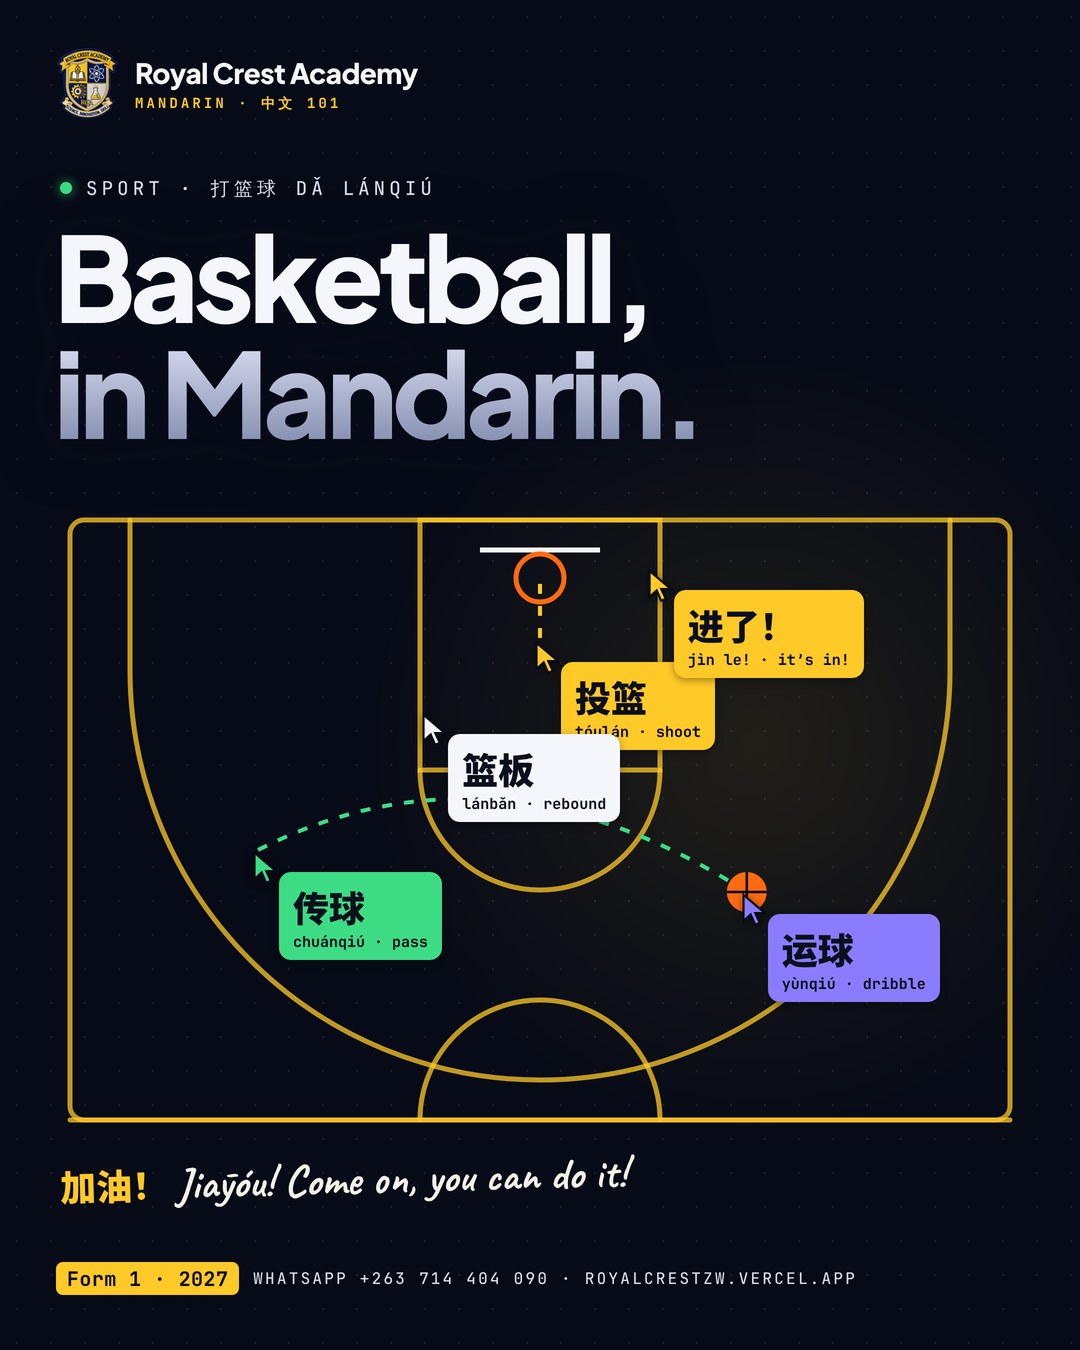 Royal Crest Academy
MANDARIN · 中文 101
SPORT · 打篮球 DǍ LÁNQIÚ
Basketball,
in Mandarin.
进了!
jìn le! · it’s in!
投篮
tóulán · shoot
篮板
lánbǎn · rebound
传球
chuánqiú · pass
运球
yùnqiú · dribble
加油! Jiāyóu! Come on, you can do it!
Form 1 · 2027 WHATSAPP +263 714 404 090 · ROYALCRESTZW.VERCEL.APP